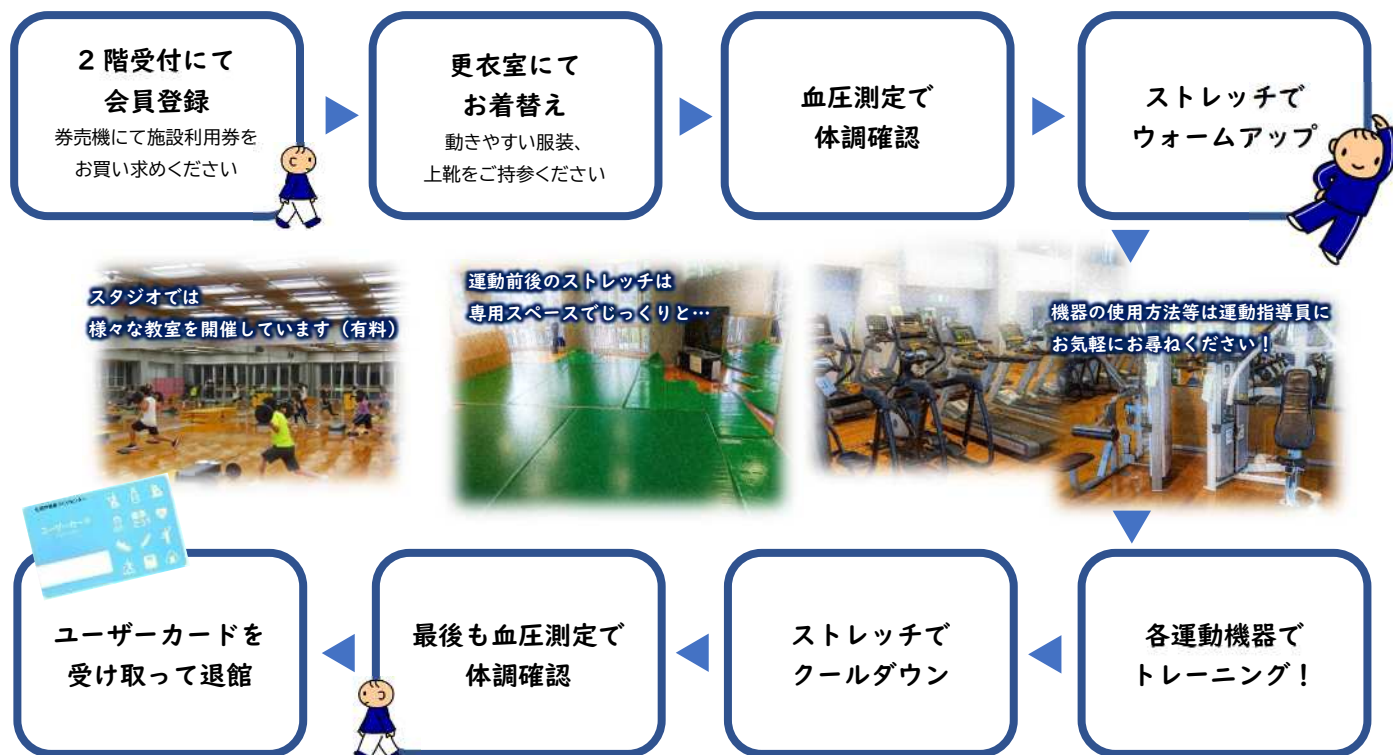 2階受付にて
会員登録
券売機にて施設利用券を
お買い求めください
更衣室にて
お着替え
動きやすい服装、
上靴をご持参ください
血圧測定で
体調確認
ストレッチで
ウォームアップ
スタジオでは
様々な教室を開催しています（有料）
運動前後のストレッチは
専用スペースでじっくりと…
機器の使用方法等は運動指導員に
お気軽にお尋ねください！
各運動機器で
トレーニング！
ストレッチで
クールダウン
最後も血圧測定で
体調確認
ユーザーカード
ユーザーカードを
受け取って退館